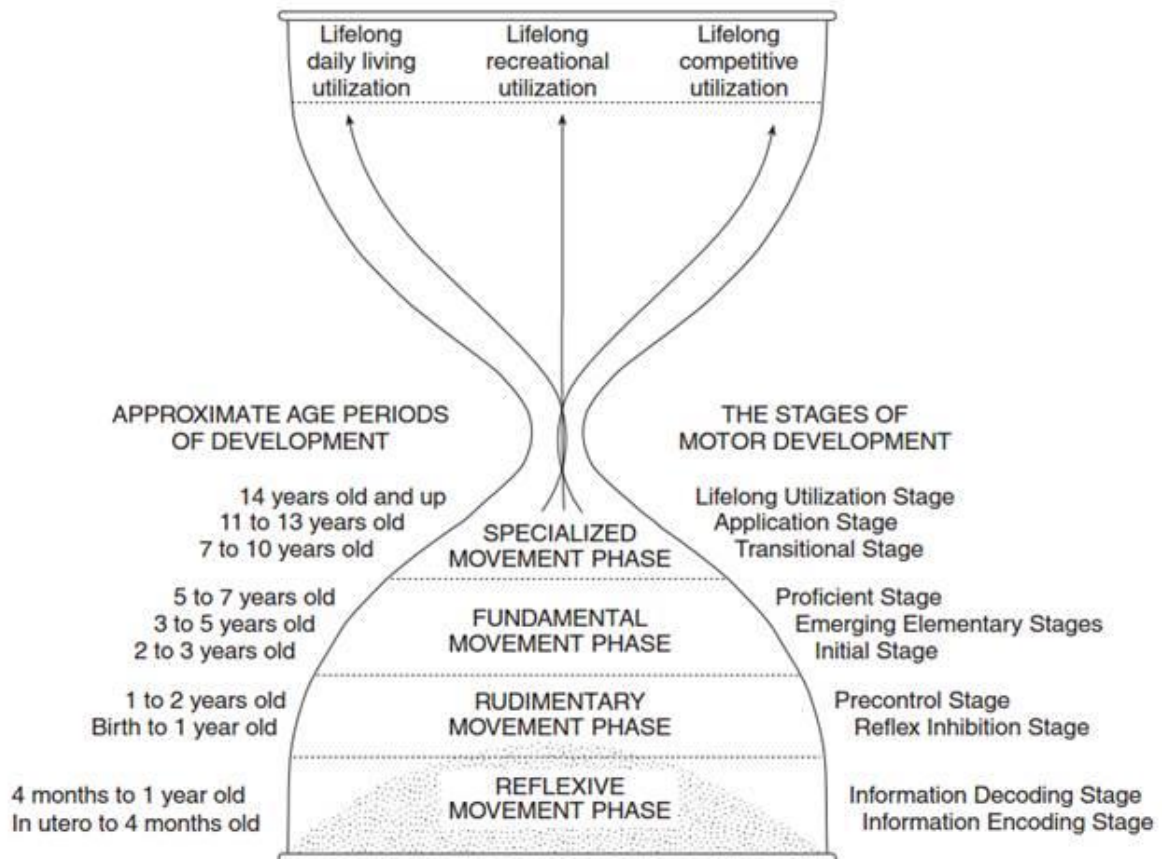 Lifelong
daily living
utilization
Lifelong
recreational
utilization
Lifelong
competitive
utilization
APPROXIMATE AGE PERIODS
OF DEVELOPMENT
THE STAGES OF
MOTOR DEVELOPMENT
14 years old and up
11 to 13 years old
7 to 10 years old
SPECIALIZED
MOVEMENT PHASE
Lifelong Utilization Stage
Application Stage
Transitional Stage
5 to 7 years old
3 to 5 years old
2 to 3 years old
FUNDAMENTAL
MOVEMENT PHASE
Proficient Stage
Emerging Elementary Stages
Initial Stage
1 to 2 years old
Birth to 1 year old
RUDIMENTARY
MOVEMENT PHASE
Precontrol Stage
Reflex Inhibition Stage
4 months to 1 year old
In utero to 4 months old
REFLEXIVE
MOVEMENT PHASE
Information Decoding Stage
Information Encoding Stage